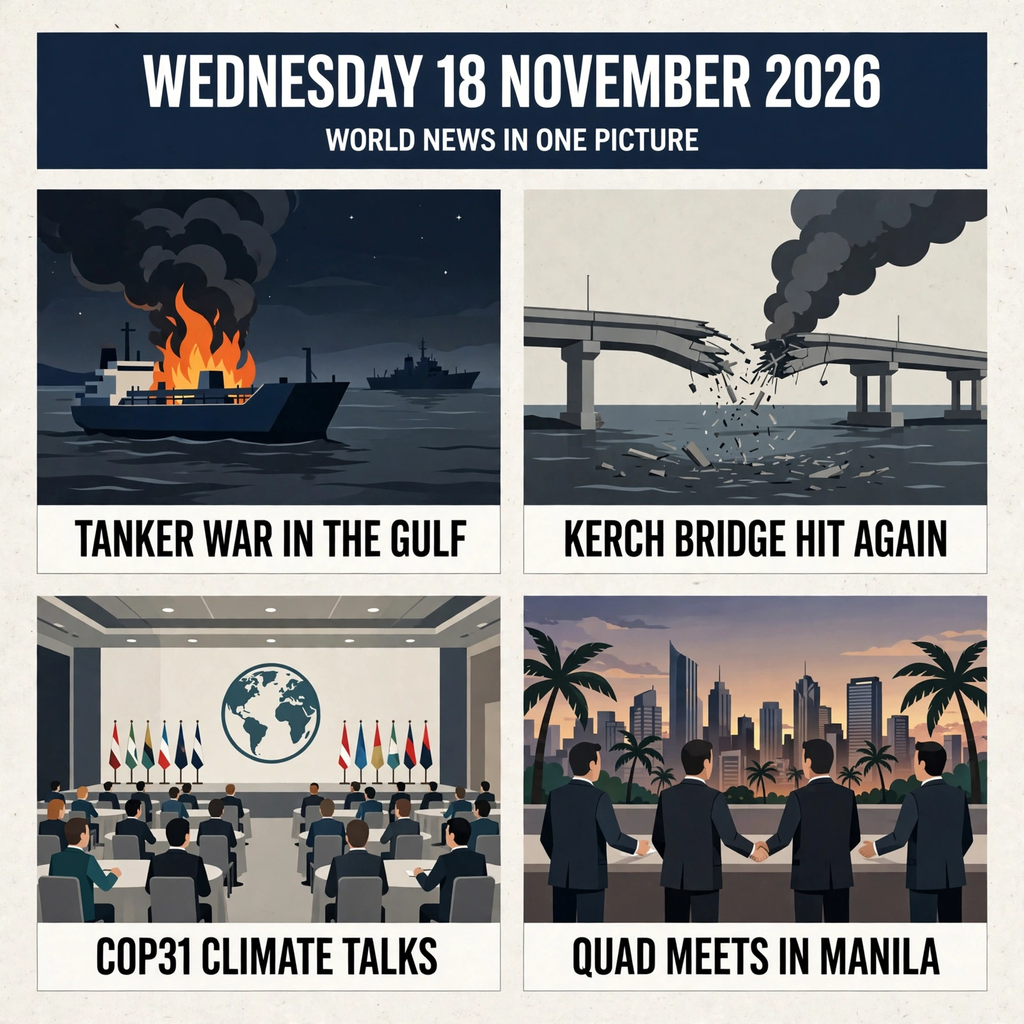 WEDNESDAY 18 NOVEMBER 2026
WORLD NEWS IN ONE PICTURE
TANKER WAR IN THE GULF
KERCH BRIDGE HIT AGAIN
COP31 CLIMATE TALKS
QUAD MEETS IN MANILA